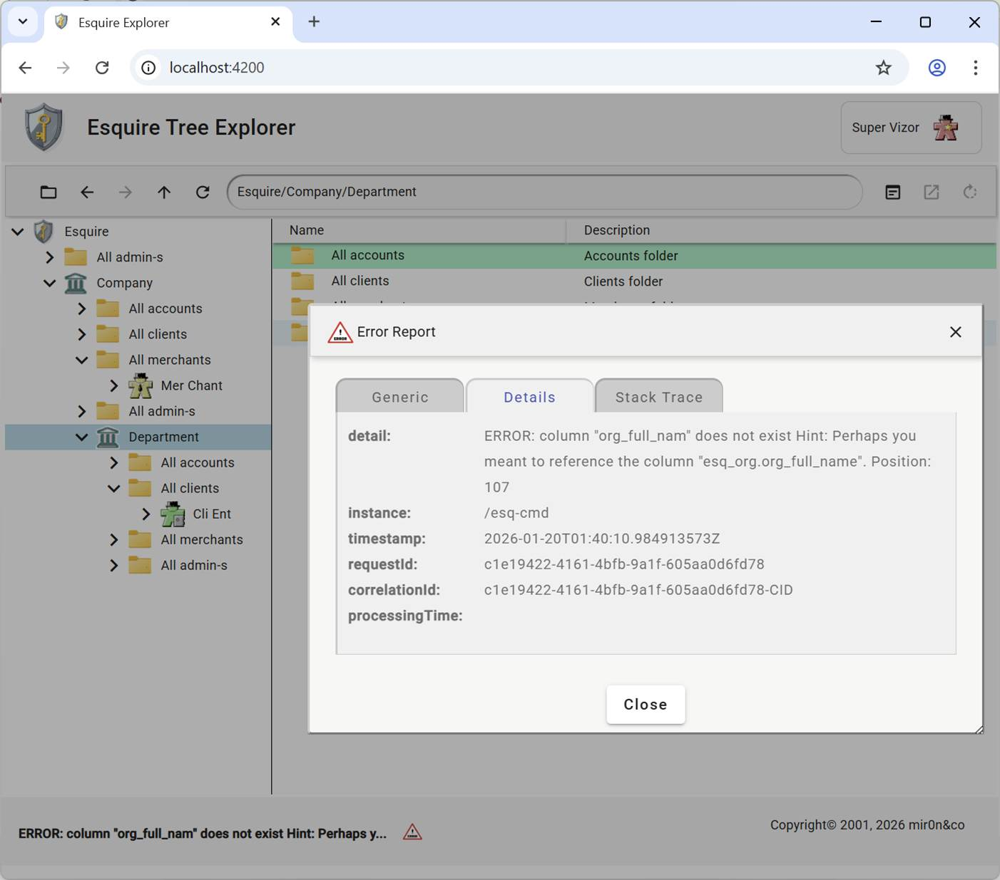 Esquire Explorer
localhost:4200
Esquire Tree Explorer
Super Vizor
Esquire/Company/Department
Esquire
All admin-s
Company
All accounts
All clients
All merchants
Mer Chant
All admin-s
Department
All accounts
All clients
Cli Ent
All merchants
All admin-s
Name Description
All accounts Accounts folder
All clients Clients folder
Error Report
Generic Details Stack Trace
detail: ERROR: column "org_full_nam" does not exist Hint: Perhaps you
meant to reference the column "esq_org.org_full_name". Position:
107
instance: /esq-cmd
timestamp: 2026-01-20T01:40:10.984913573Z
requestId: c1e19422-4161-4bfb-9a1f-605aa0d6fd78
correlationId: c1e19422-4161-4bfb-9a1f-605aa0d6fd78-CID
processingTime:
Close
ERROR: column "org_full_nam" does not exist Hint: Perhaps y...
Copyright© 2001, 2026 mir0n&co